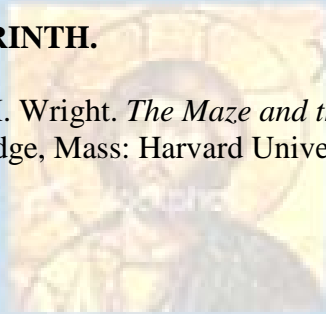 RINTH.
I. Wright. The Maze and th
dge, Mass: Harvard Unive